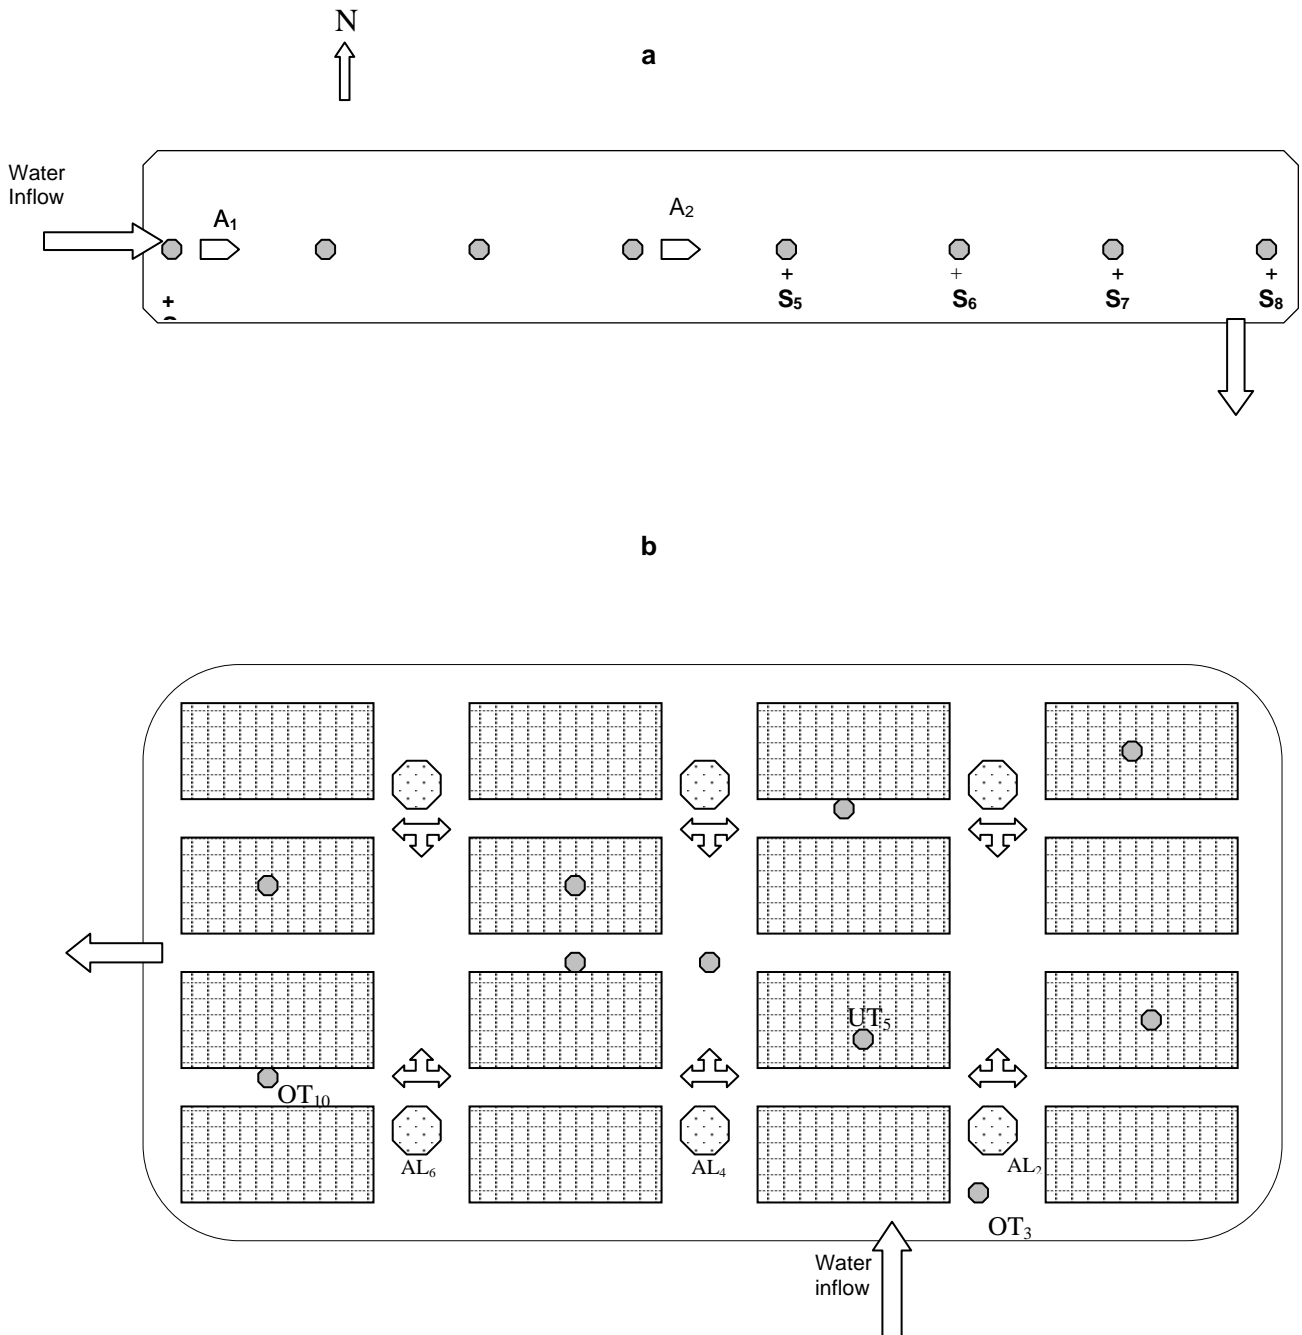 N
a
Water
Inflow
A₁
A₂
+
+
+
+
+
S₅
S₆
S₇
S₈
b
UT₅
OT₁₀
AL₆
AL₄
AL₂
OT₃
Water
inflow